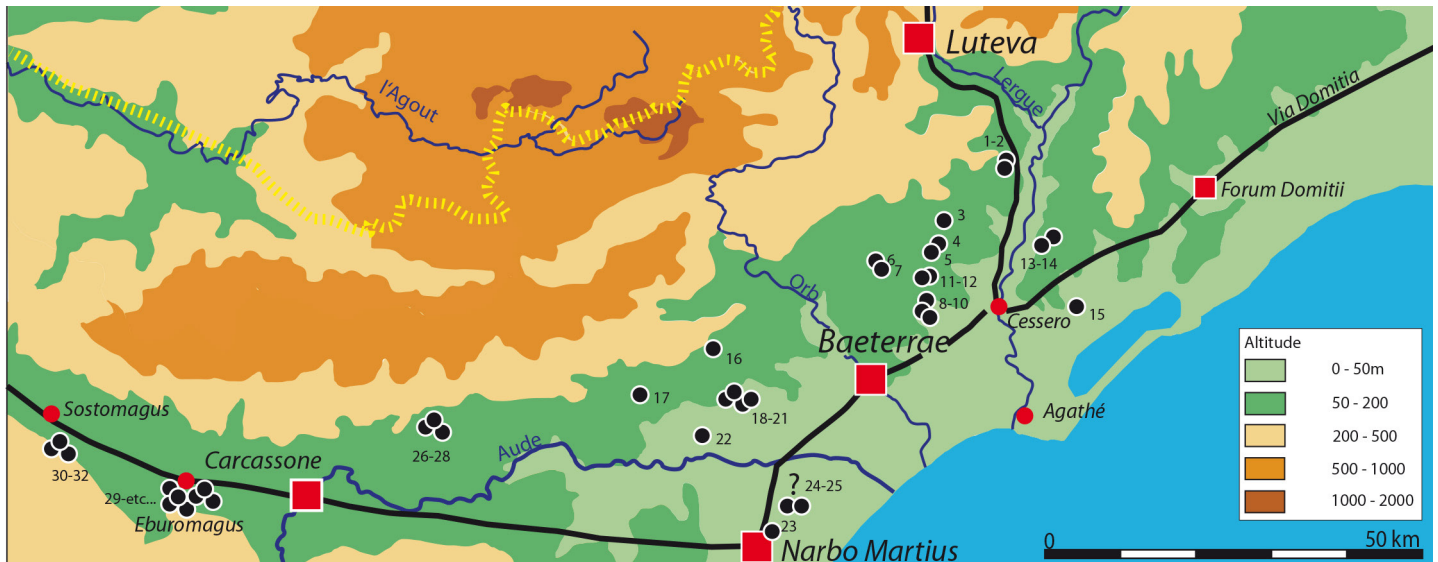 Luteva
l'Agout
Lergue
Via Domitia
1-2
Forum Domitii
3
4
5
6
7
13-14
11-12
Orb
8-10
Cessero
15
Baeterrae
16
17
18-21
Agathé
Altitude
0 - 50m
50 - 200
200 - 500
500 - 1000
1000 - 2000
Sostomagus
26-28
22
Aude
30-32
Carcassone
29-etc...
Eburomagus
? 24-25
23
Narbo Martius
0 50 km